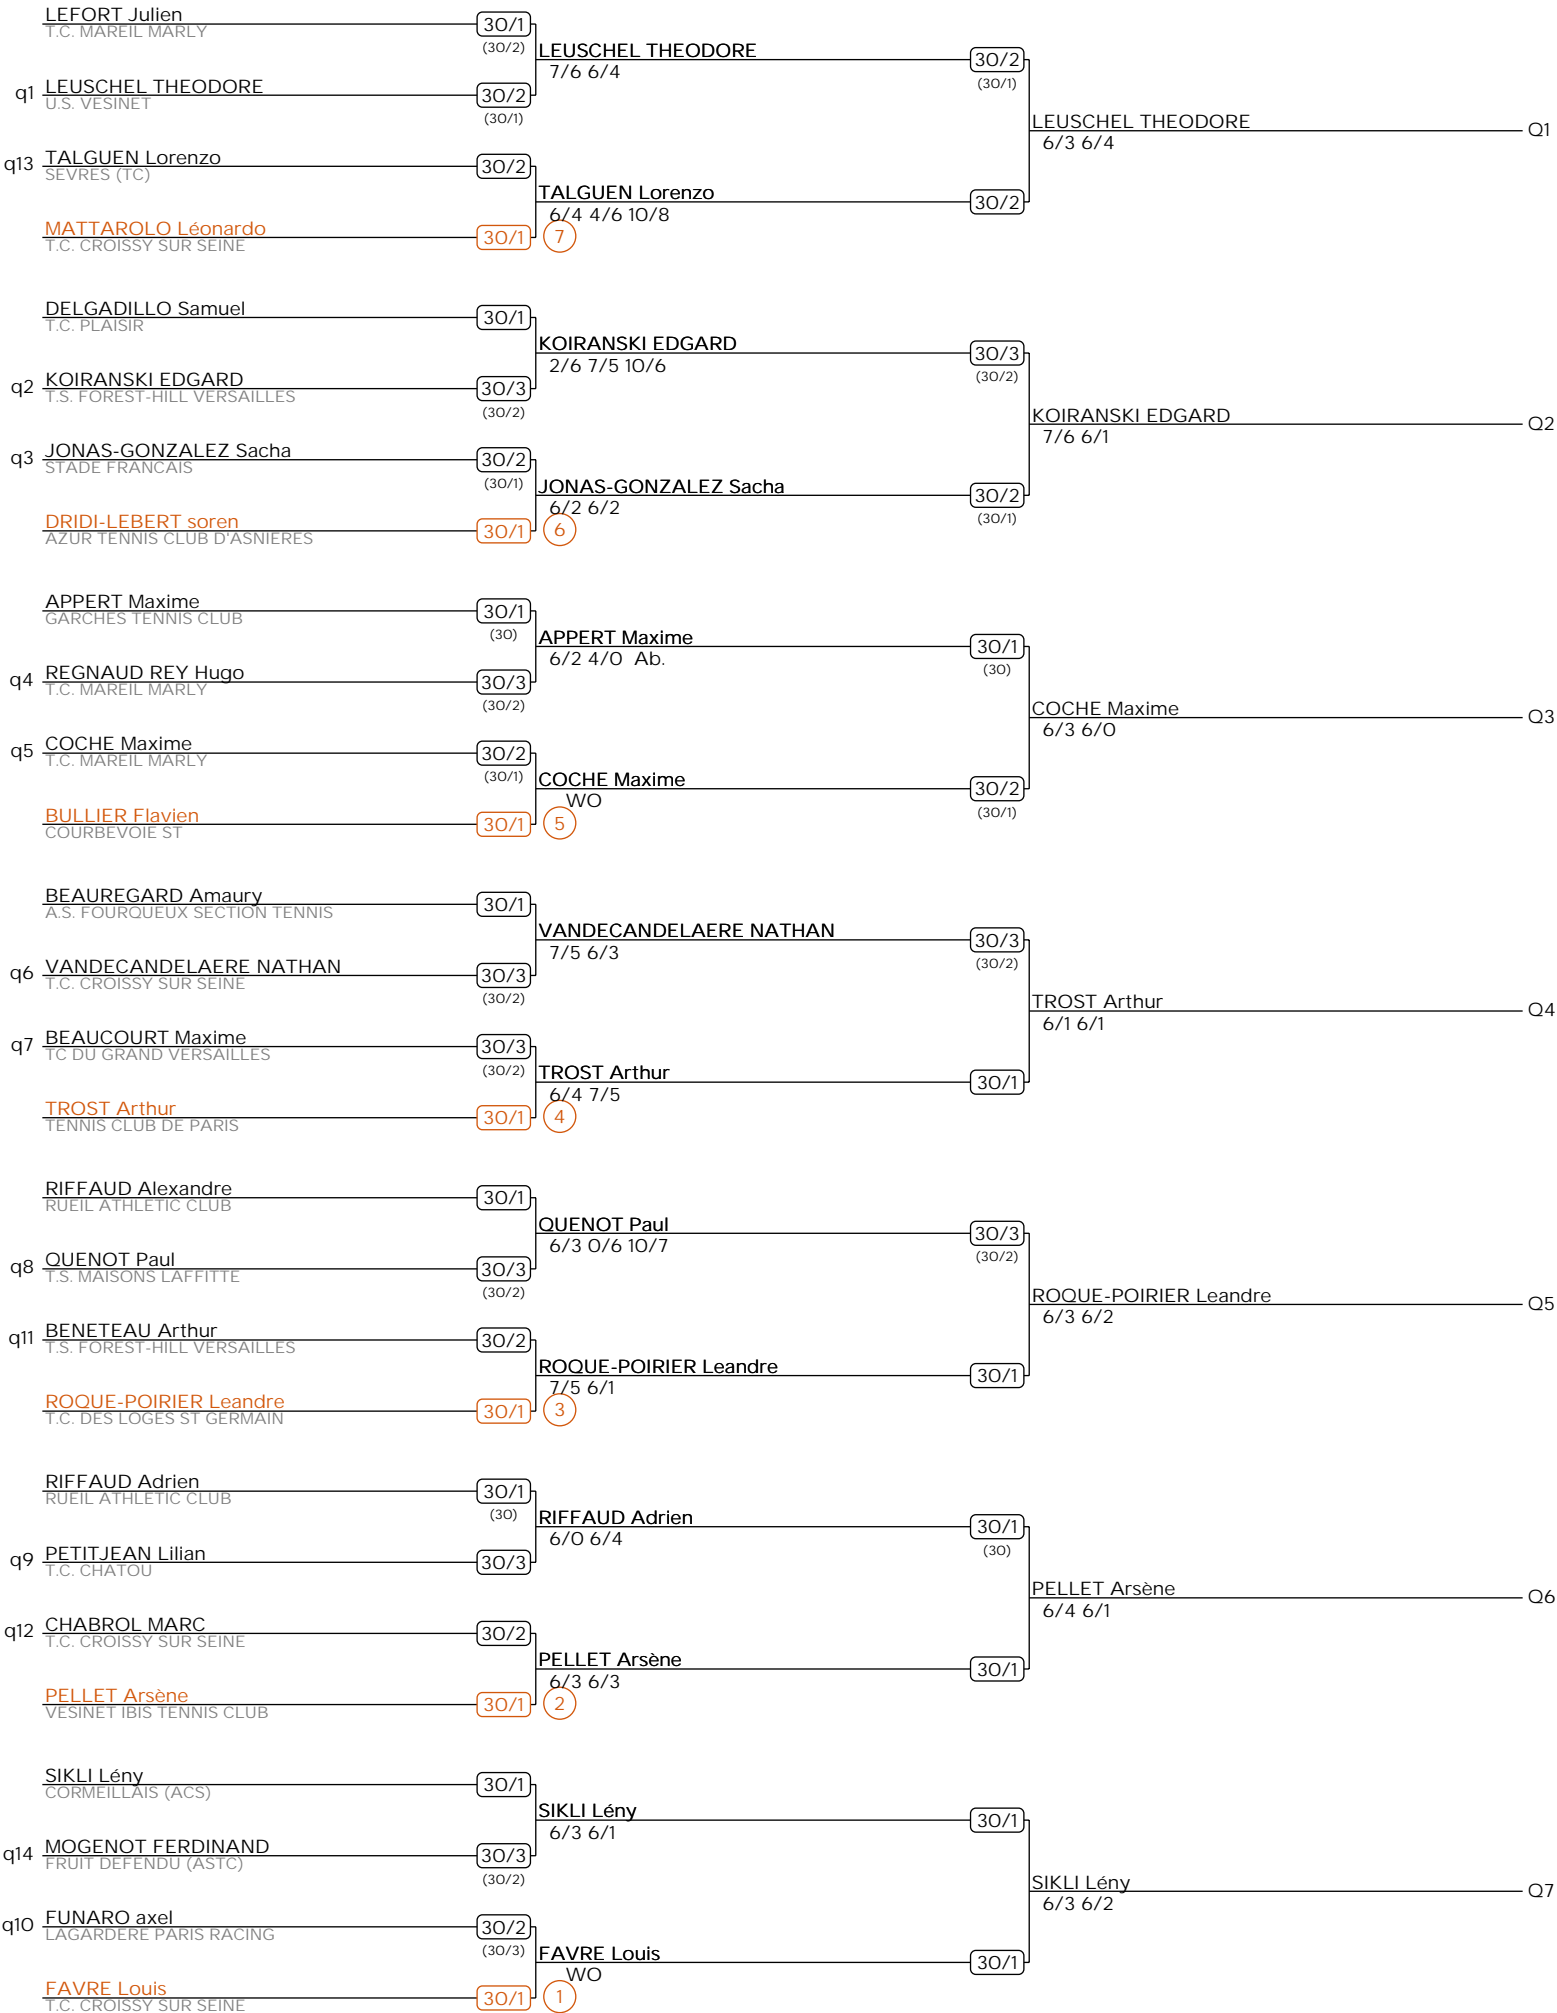 LEFORT Julien
T.C. MAREIL MARLY
30/1
(30/2)
LEUSCHEL THEODORE
7/6 6/4
30/2
(30/1)
q1 LEUSCHEL THEODORE
U.S. VESINET
30/2
(30/1)
LEUSCHEL THEODORE
6/3 6/4
Q1
q13 TALGUEN Lorenzo
SEVRES (TC)
30/2
TALGUEN Lorenzo
6/4 4/6 10/8
30/2
MATTAROLO Léonardo
T.C. CROISSY SUR SEINE
30/1
7
DELGADILLO Samuel
T.C. PLAISIR
30/1
KOIRANSKI EDGARD
2/6 7/5 10/6
30/3
(30/2)
q2 KOIRANSKI EDGARD
T.S. FOREST-HILL VERSAILLES
30/3
(30/2)
KOIRANSKI EDGARD
7/6 6/1
Q2
q3 JONAS-GONZALEZ Sacha
STADE FRANCAIS
30/2
(30/1)
JONAS-GONZALEZ Sacha
6/2 6/2
30/2
(30/1)
DRIDI-LEBERT soren
AZUR TENNIS CLUB D'ASNIERES
30/1
6
APPERT Maxime
GARCHES TENNIS CLUB
30/1
(30)
APPERT Maxime
6/2 4/0 Ab.
30/1
(30)
q4 REGNAUD REY Hugo
T.C. MAREIL MARLY
30/3
(30/2)
COCHE Maxime
6/3 6/0
Q3
q5 COCHE Maxime
T.C. MAREIL MARLY
30/2
(30/1)
COCHE Maxime
WO
30/2
(30/1)
BULLIER Flavien
COURBEVOIE ST
30/1
5
BEAUREGARD Amaury
A.S. FOURQUEUX SECTION TENNIS
30/1
VANDECANDELAERE NATHAN
7/5 6/3
30/3
(30/2)
q6 VANDECANDELAERE NATHAN
T.C. CROISSY SUR SEINE
30/3
(30/2)
TROST Arthur
6/1 6/1
Q4
q7 BEAUCOURT Maxime
TC DU GRAND VERSAILLES
30/3
(30/2)
TROST Arthur
6/4 7/5
30/1
TROST Arthur
TENNIS CLUB DE PARIS
30/1
4
RIFFAUD Alexandre
RUEIL ATHLETIC CLUB
30/1
QUENOT Paul
6/3 0/6 10/7
30/3
(30/2)
q8 QUENOT Paul
T.S. MAISONS LAFFITTE
30/3
(30/2)
ROQUE-POIRIER Leandre
6/3 6/2
Q5
q11 BENETEAU Arthur
T.S. FOREST-HILL VERSAILLES
30/2
ROQUE-POIRIER Leandre
7/5 6/1
30/1
ROQUE-POIRIER Leandre
T.C. DES LOGES ST GERMAIN
30/1
3
RIFFAUD Adrien
RUEIL ATHLETIC CLUB
30/1
(30)
RIFFAUD Adrien
6/0 6/4
30/1
(30)
q9 PETITJEAN Lilian
T.C. CHATOU
30/3
PELLET Arsène
6/4 6/1
Q6
q12 CHABROL MARC
T.C. CROISSY SUR SEINE
30/2
PELLET Arsène
6/3 6/3
30/1
PELLET Arsène
VESINET IBIS TENNIS CLUB
30/1
2
SIKLI Lény
CORMEILLAIS (ACS)
30/1
SIKLI Lény
6/3 6/1
30/1
q14 MOGENOT FERDINAND
FRUIT DEFENDU (ASTC)
30/3
(30/2)
SIKLI Lény
6/3 6/2
Q7
q10 FUNARO axel
LAGARDERE PARIS RACING
30/2
(30/3)
FAVRE Louis
WO
30/1
FAVRE Louis
T.C. CROISSY SUR SEINE
30/1
1